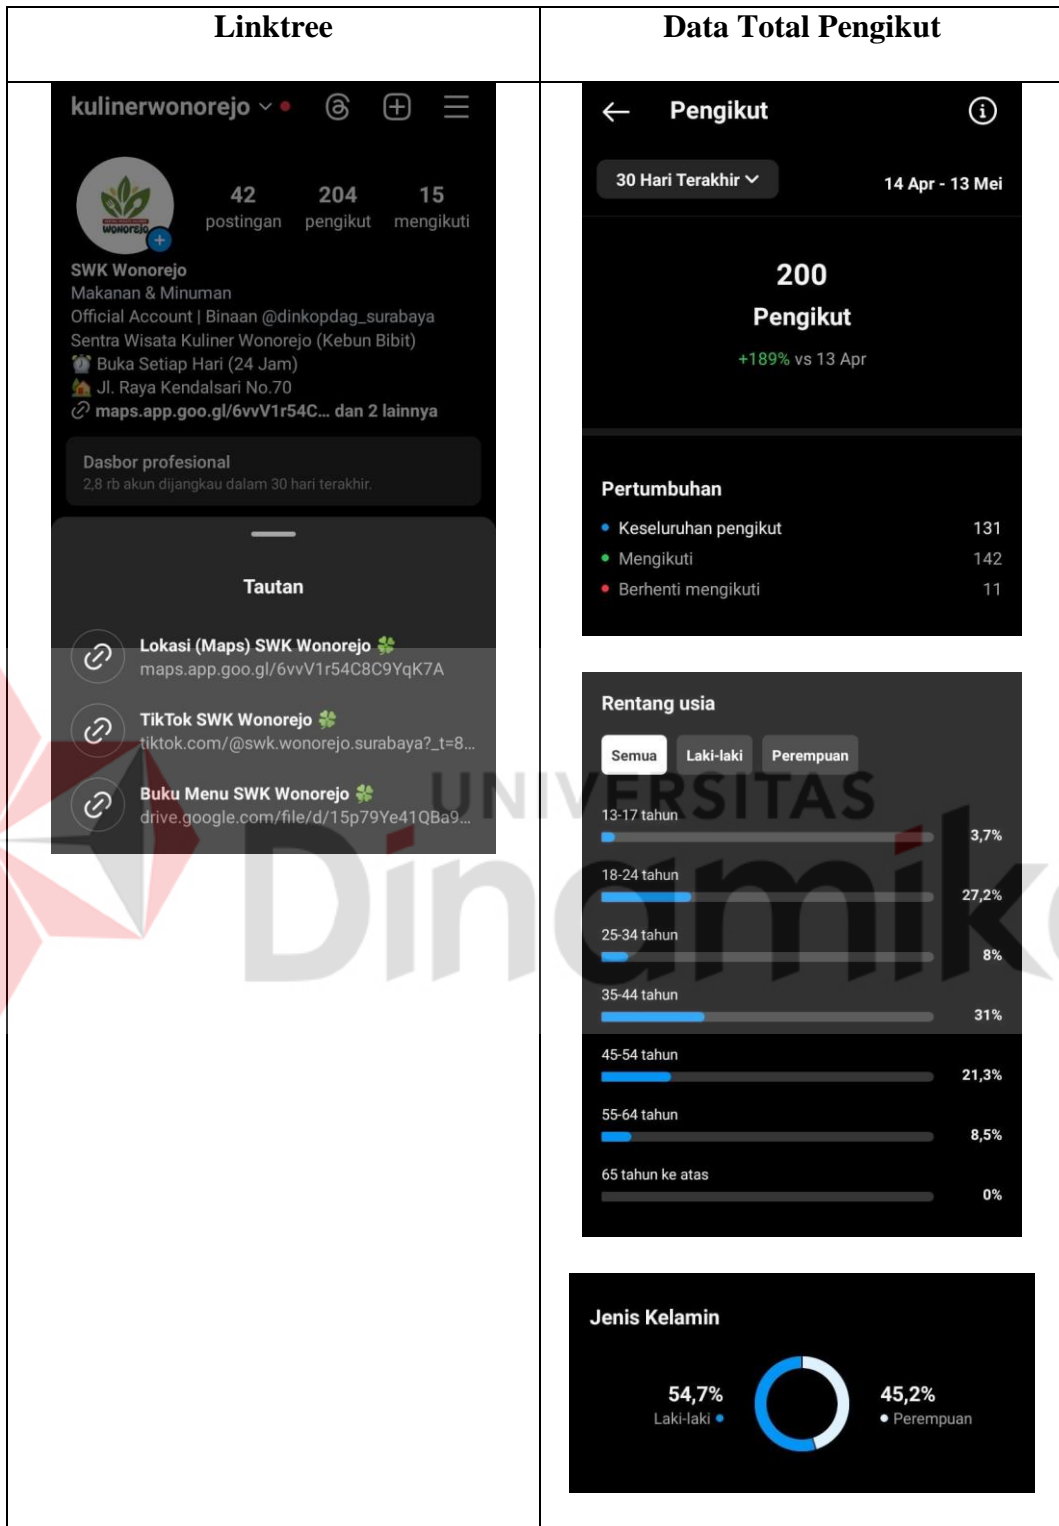 Linktree
Data Total Pengikut
kulinerwonorejo
WONOREJO
42 204 15
postingan pengikut mengikuti
SWK Wonorejo
Makanan & Minuman
Official Account | Binaan @dinkopdag_surabaya
Sentra Wisata Kuliner Wonorejo (Kebun Bibit)
⏰ Buka Setiap Hari (24 Jam)
🏡 Jl. Raya Kendalsari No.70
maps.app.goo.gl/6vvV1r54C... dan 2 lainnya
Dasbor profesional
2,8 rb akun dijangkau dalam 30 hari terakhir.
Tautan
Lokasi (Maps) SWK Wonorejo 🍀
maps.app.goo.gl/6vvV1r54C8C9YqK7A
TikTok SWK Wonorejo 🍀
tiktok.com/@swk.wonorejo.surabaya?_t=8...
Buku Menu SWK Wonorejo 🍀
drive.google.com/file/d/15p79Ye41QBa9...
Pengikut
30 Hari Terakhir
14 Apr - 13 Mei
200
Pengikut
+189% vs 13 Apr
Pertumbuhan
Keseluruhan pengikut 131
Mengikuti 142
Berhenti mengikuti 11
Rentang usia
Semua Laki-laki Perempuan
13-17 tahun
3,7%
18-24 tahun
27,2%
25-34 tahun
8%
35-44 tahun
31%
45-54 tahun
21,3%
55-64 tahun
8,5%
65 tahun ke atas
0%
Jenis Kelamin
54,7% 45,2%
Laki-laki Perempuan
UNIVERSITAS
Dinamika